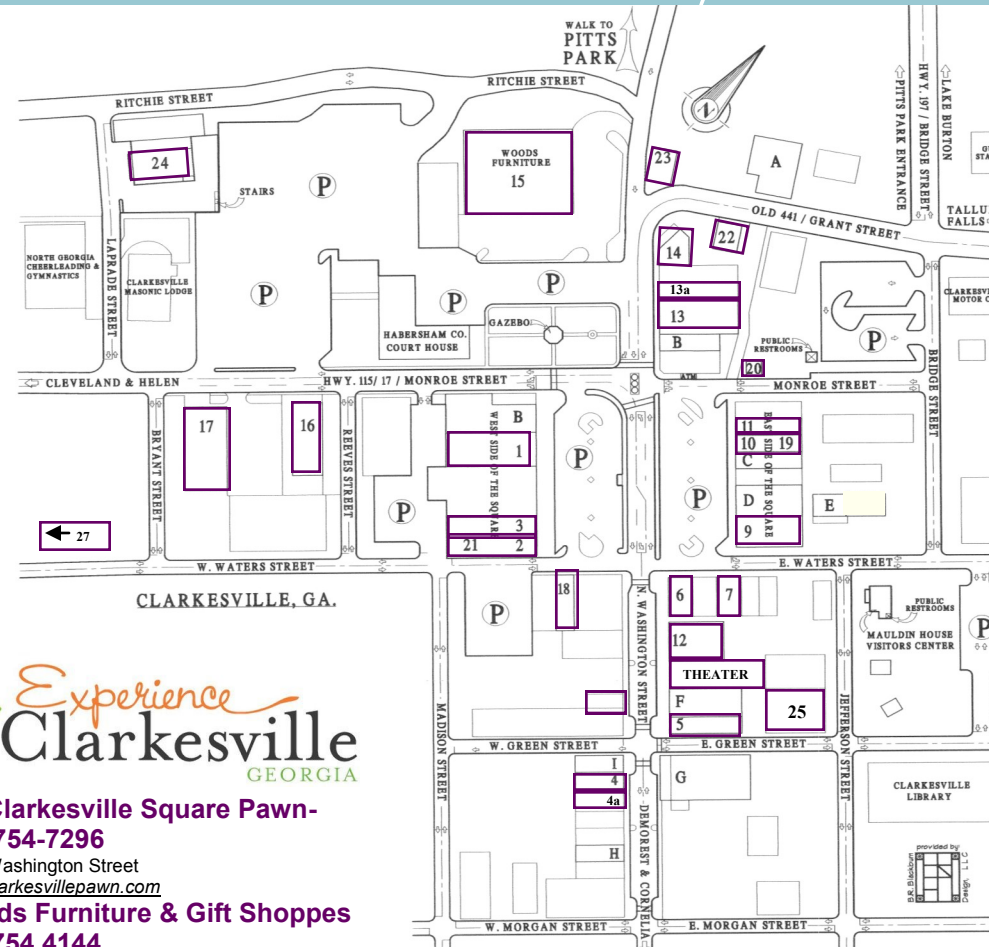 WALK TO
PITTS
PARK
RITCHIE STREET
RITCHIE STREET
PITTS PARK ENTRANCE
HWY. 197 / BRIDGE STREET
LAKE BURTON
N
24
STAIRS
P
WOODS
FURNITURE
15
23
A
OLD 441 / GRANT STREET
TALLU
FALLS
NORTH GEORGIA
CHEERLEADING &
GYMNASTICS
LAPRADE STREET
CLARKESVILLE
MASONIC LODGE
P
P
P
HABERSHAM CO.
COURT HOUSE
GAZEBO
14
22
13a
13
B
ATM
PUBLIC
RESTROOMS
20
P
CLARKESVI
MOTOR C
CLEVELAND & HELEN
HWY. 115/ 17 / MONROE STREET
MONROE STREET
BRIDGE STREET
BRYANT STREET
17
16
REEVES STREET
P
B
1
WEST SIDE OF THE SQUARE
3
21
2
P
P
11
10
19
C
D
9
EAST SIDE OF THE SQUARE
E
27
W. WATERS STREET
E. WATERS STREET
CLARKESVILLE, GA.
P
18
N. WASHINGTON STREET
6
7
12
THEATER
F
5
25
PUBLIC
RESTROOMS
MAULDIN HOUSE
VISITORS CENTER
P
MADISON STREET
JEFFERSON STREET
W. GREEN STREET
E. GREEN STREET
I
4
4a
H
DEMOREST & CORNELIA
G
CLARKESVILLE
LIBRARY
provided by:
B.R. Blackburn
Design, LLC
W. MORGAN STREET
E. MORGAN STREET
Experience
Clarkesville
GEORGIA
Clarkesville Square Pawn-
754-7296
Washington Street
arkesvillepawn.com
ds Furniture & Gift Shoppes
754 4144